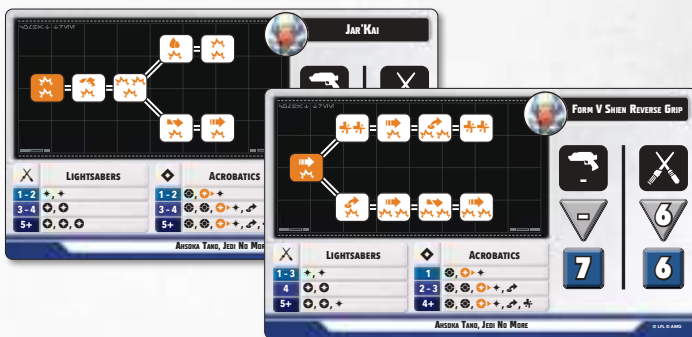 JAR'KAI
LIGHTSABERS
ACROBATICS
1-2
1-2
3-4
3-4
5+
5+
AHSOKA TANO, JEDI NO MOR
FORM V SHIEN REVERSE GRIP
-
- 6
7 6
LIGHTSABERS
ACROBATICS
1-3
1
4
2-3
5+
4+
AHSOKA TANO, JEDI NO MORE
© LFL © AMG